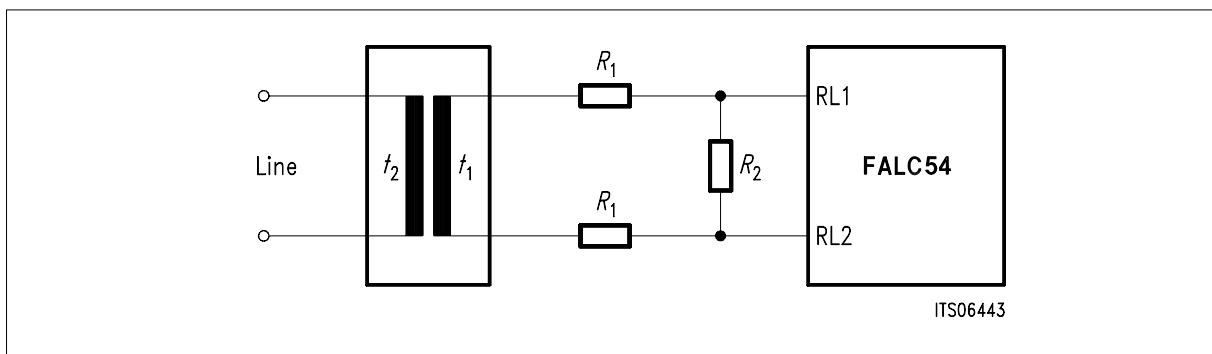 R1
RL1
Line
t2
t1
R2
FALC54
R1
RL2
ITS06443